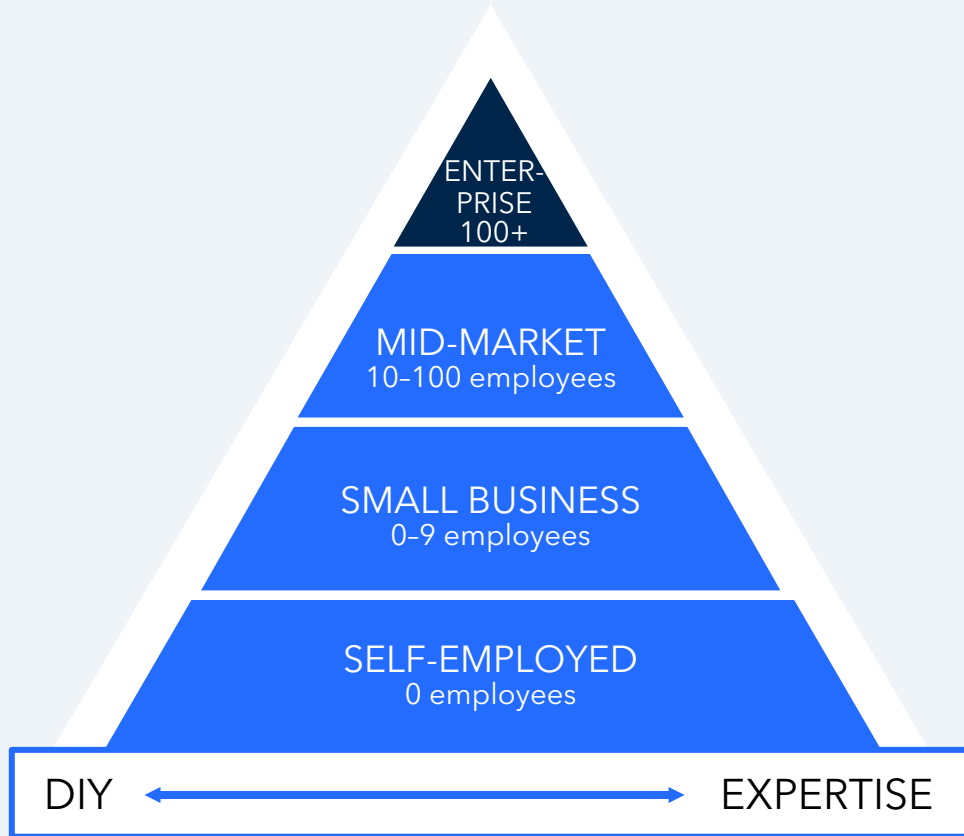 ENTER-
PRISE
100+
MID-MARKET
10–100 employees
SMALL BUSINESS
0–9 employees
SELF-EMPLOYED
0 employees
DIY EXPERTISE